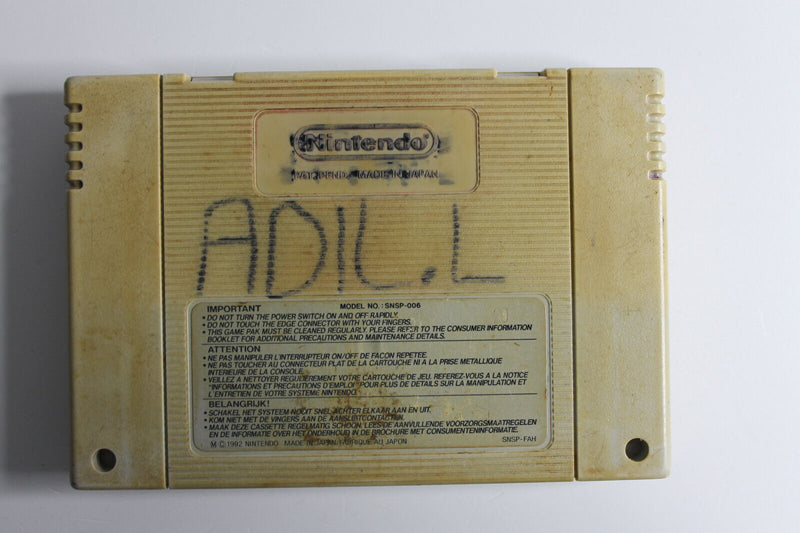 Nintendo®
PAT. PEND. MADE IN JAPAN
ADIL.L
IMPORTANT
MODEL NO.: SNSP-006
• DO NOT TURN THE POWER SWITCH ON AND OFF RAPIDLY.
• DO NOT TOUCH THE EDGE CONNECTOR WITH YOUR FINGERS.
• THIS GAME PAK MUST BE CLEANED REGULARLY. PLEASE REFER TO THE CONSUMER INFORMATION
BOOKLET FOR ADDITIONAL PRECAUTIONS AND MAINTENANCE DETAILS.
ATTENTION
• NE PAS MANIPULER L'INTERRUPTEUR ON/OFF DE FACON REPETEE.
• NE PAS TOUCHER AU CONNECTEUR PLAT DE LA CARTOUCHE NI A LA PRISE METALLIQUE
INTERIEURE DE LA CONSOLE.
• VEILLEZ A NETTOYER REGULIEREMENT VOTRE CARTOUCHE DE JEU. REFEREZ-VOUS A LA NOTICE
"INFORMATIONS ET PRECAUTIONS D'EMPLOI" POUR PLUS DE DETAILS SUR LA MANIPULATION ET
L'ENTRETIEN DE VOTRE SYSTEME NINTENDO.
BELANGRIJK!
• SCHAKEL HET SYSTEEM NOOIT SNEL ACHTER ELKAAR AAN EN UIT.
• KOM NIET MET DE VINGERS AAN DE AANSLUITCONTACTEN.
• MAAK DEZE CASSETTE REGELMATIG SCHOON. LEES DE AANVULLENDE VOORZORGSMAATREGELEN
EN DE INFORMATIE OVER HET ONDERHOUD IN DE BROCHURE MET CONSUMENTENINFORMATIE.
M C 1992 NINTENDO MADE IN JAPAN/FABRIQUE AU JAPON
SNSP-FAH